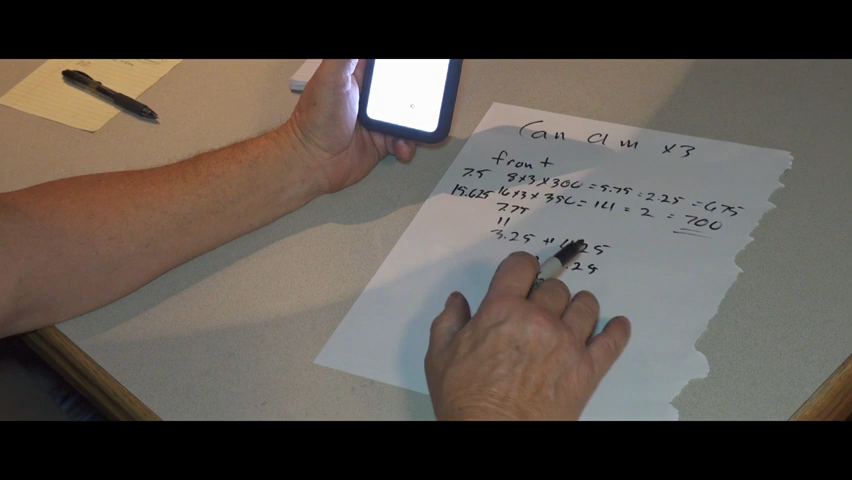 Can am x3
front
7.5 8x3x300 = 5.75 = 2.25 = 675
15.625 16x3x350 = 141 = 2 = 700
7.75
11
3.25 + 4.25
.25